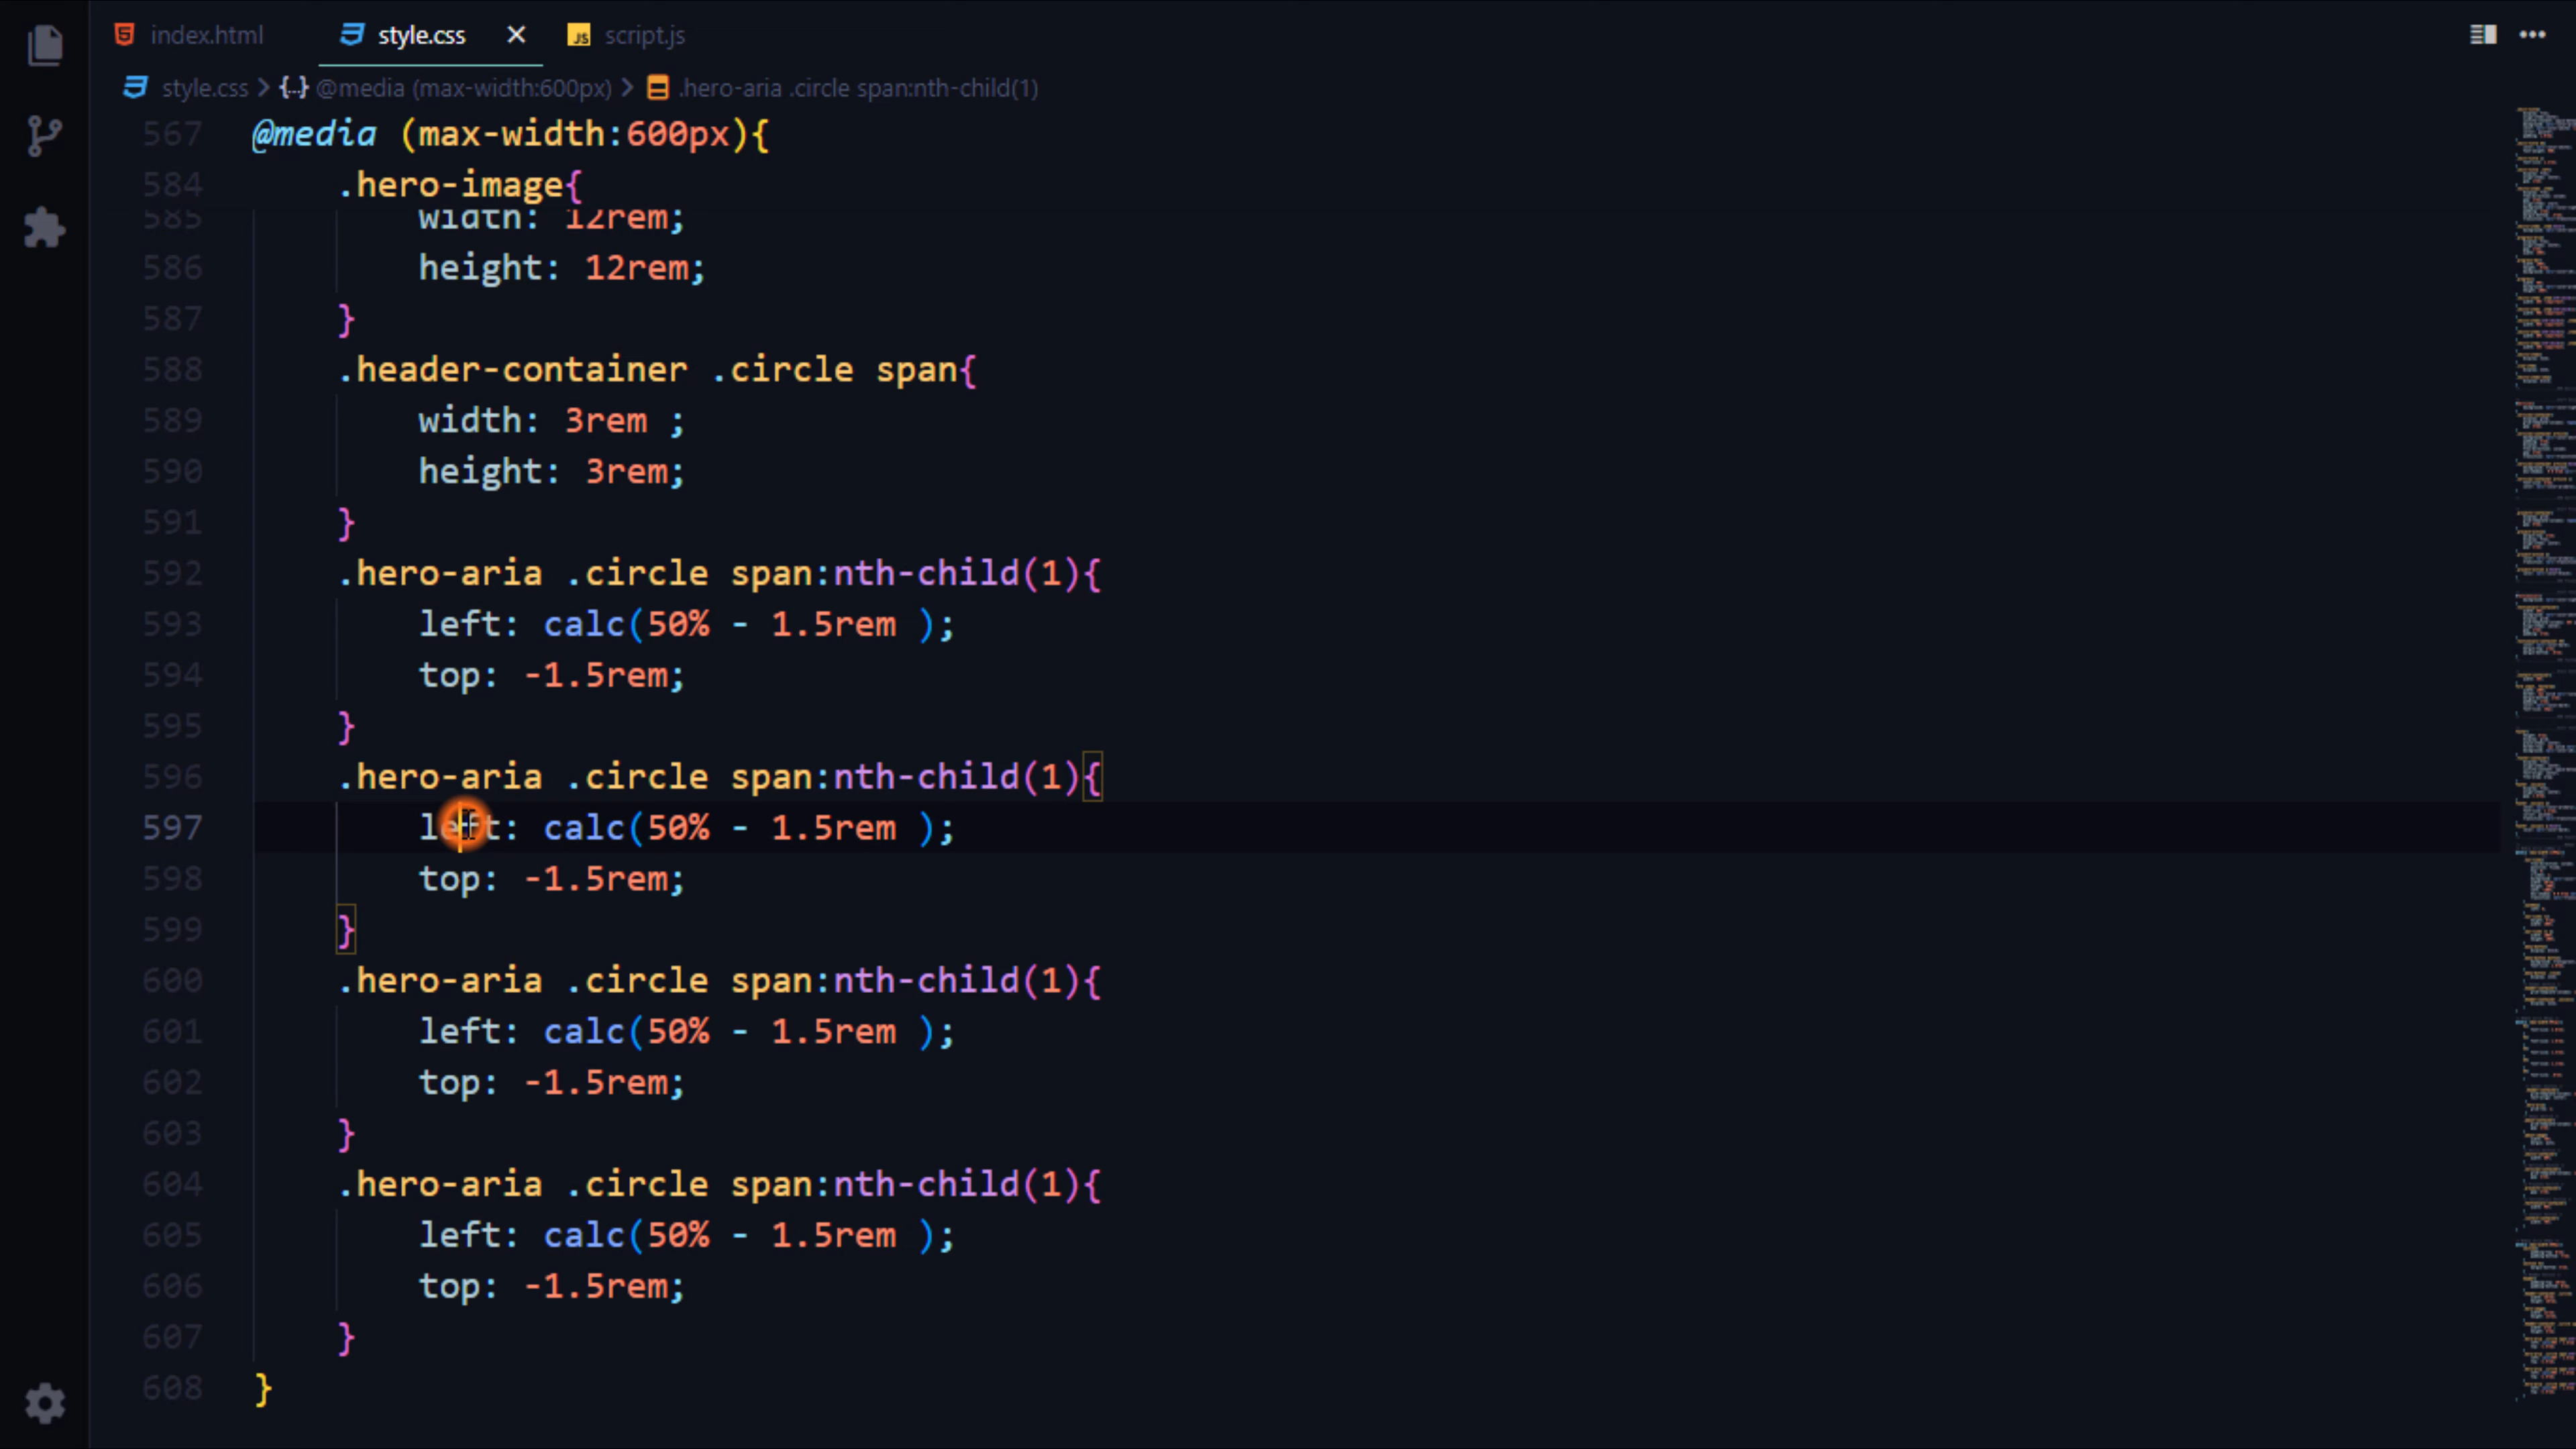 index.html style.css script.js
style.css > {..} @media (max-width:600px) > .hero-aria .circle span:nth-child(1)
567 @media (max-width:600px){
584 .hero-image{
585 width: 12rem;
586 height: 12rem;
587 }
588 .header-container .circle span{
589 width: 3rem ;
590 height: 3rem;
591 }
592 .hero-aria .circle span:nth-child(1){
593 left: calc(50% - 1.5rem );
594 top: -1.5rem;
595 }
596 .hero-aria .circle span:nth-child(1){
597 left: calc(50% - 1.5rem );
598 top: -1.5rem;
599 }
600 .hero-aria .circle span:nth-child(1){
601 left: calc(50% - 1.5rem );
602 top: -1.5rem;
603 }
604 .hero-aria .circle span:nth-child(1){
605 left: calc(50% - 1.5rem );
606 top: -1.5rem;
607 }
608 }